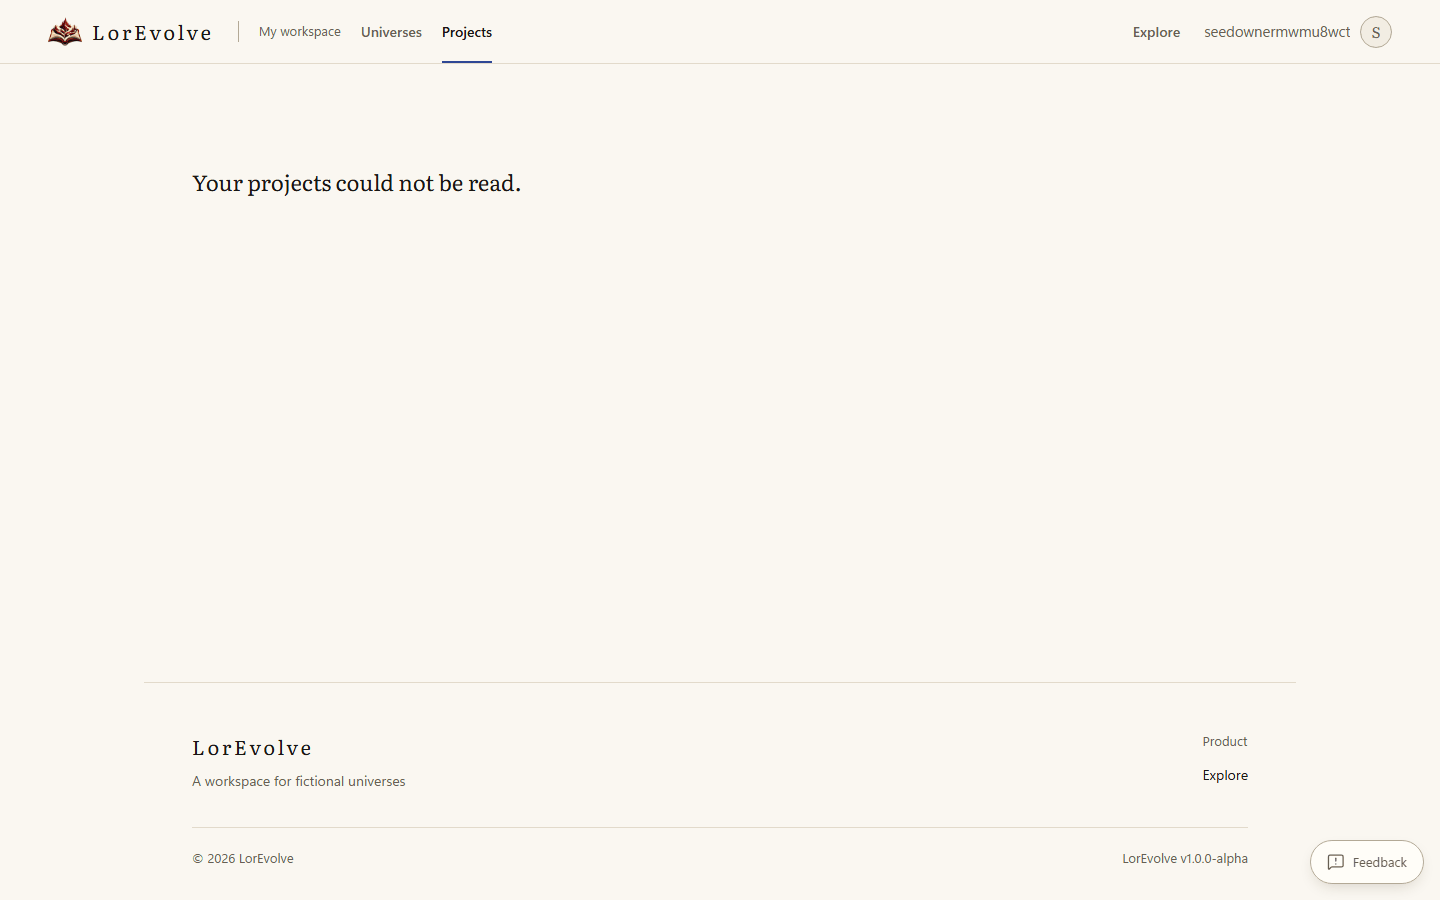 LorEvolve
My workspace
Universes
Projects
Explore
seedownermwmu8wct
S
Your projects could not be read.
LorEvolve
A workspace for fictional universes
Product
Explore
© 2026 LorEvolve
LorEvolve v1.0.0-alpha
Feedback